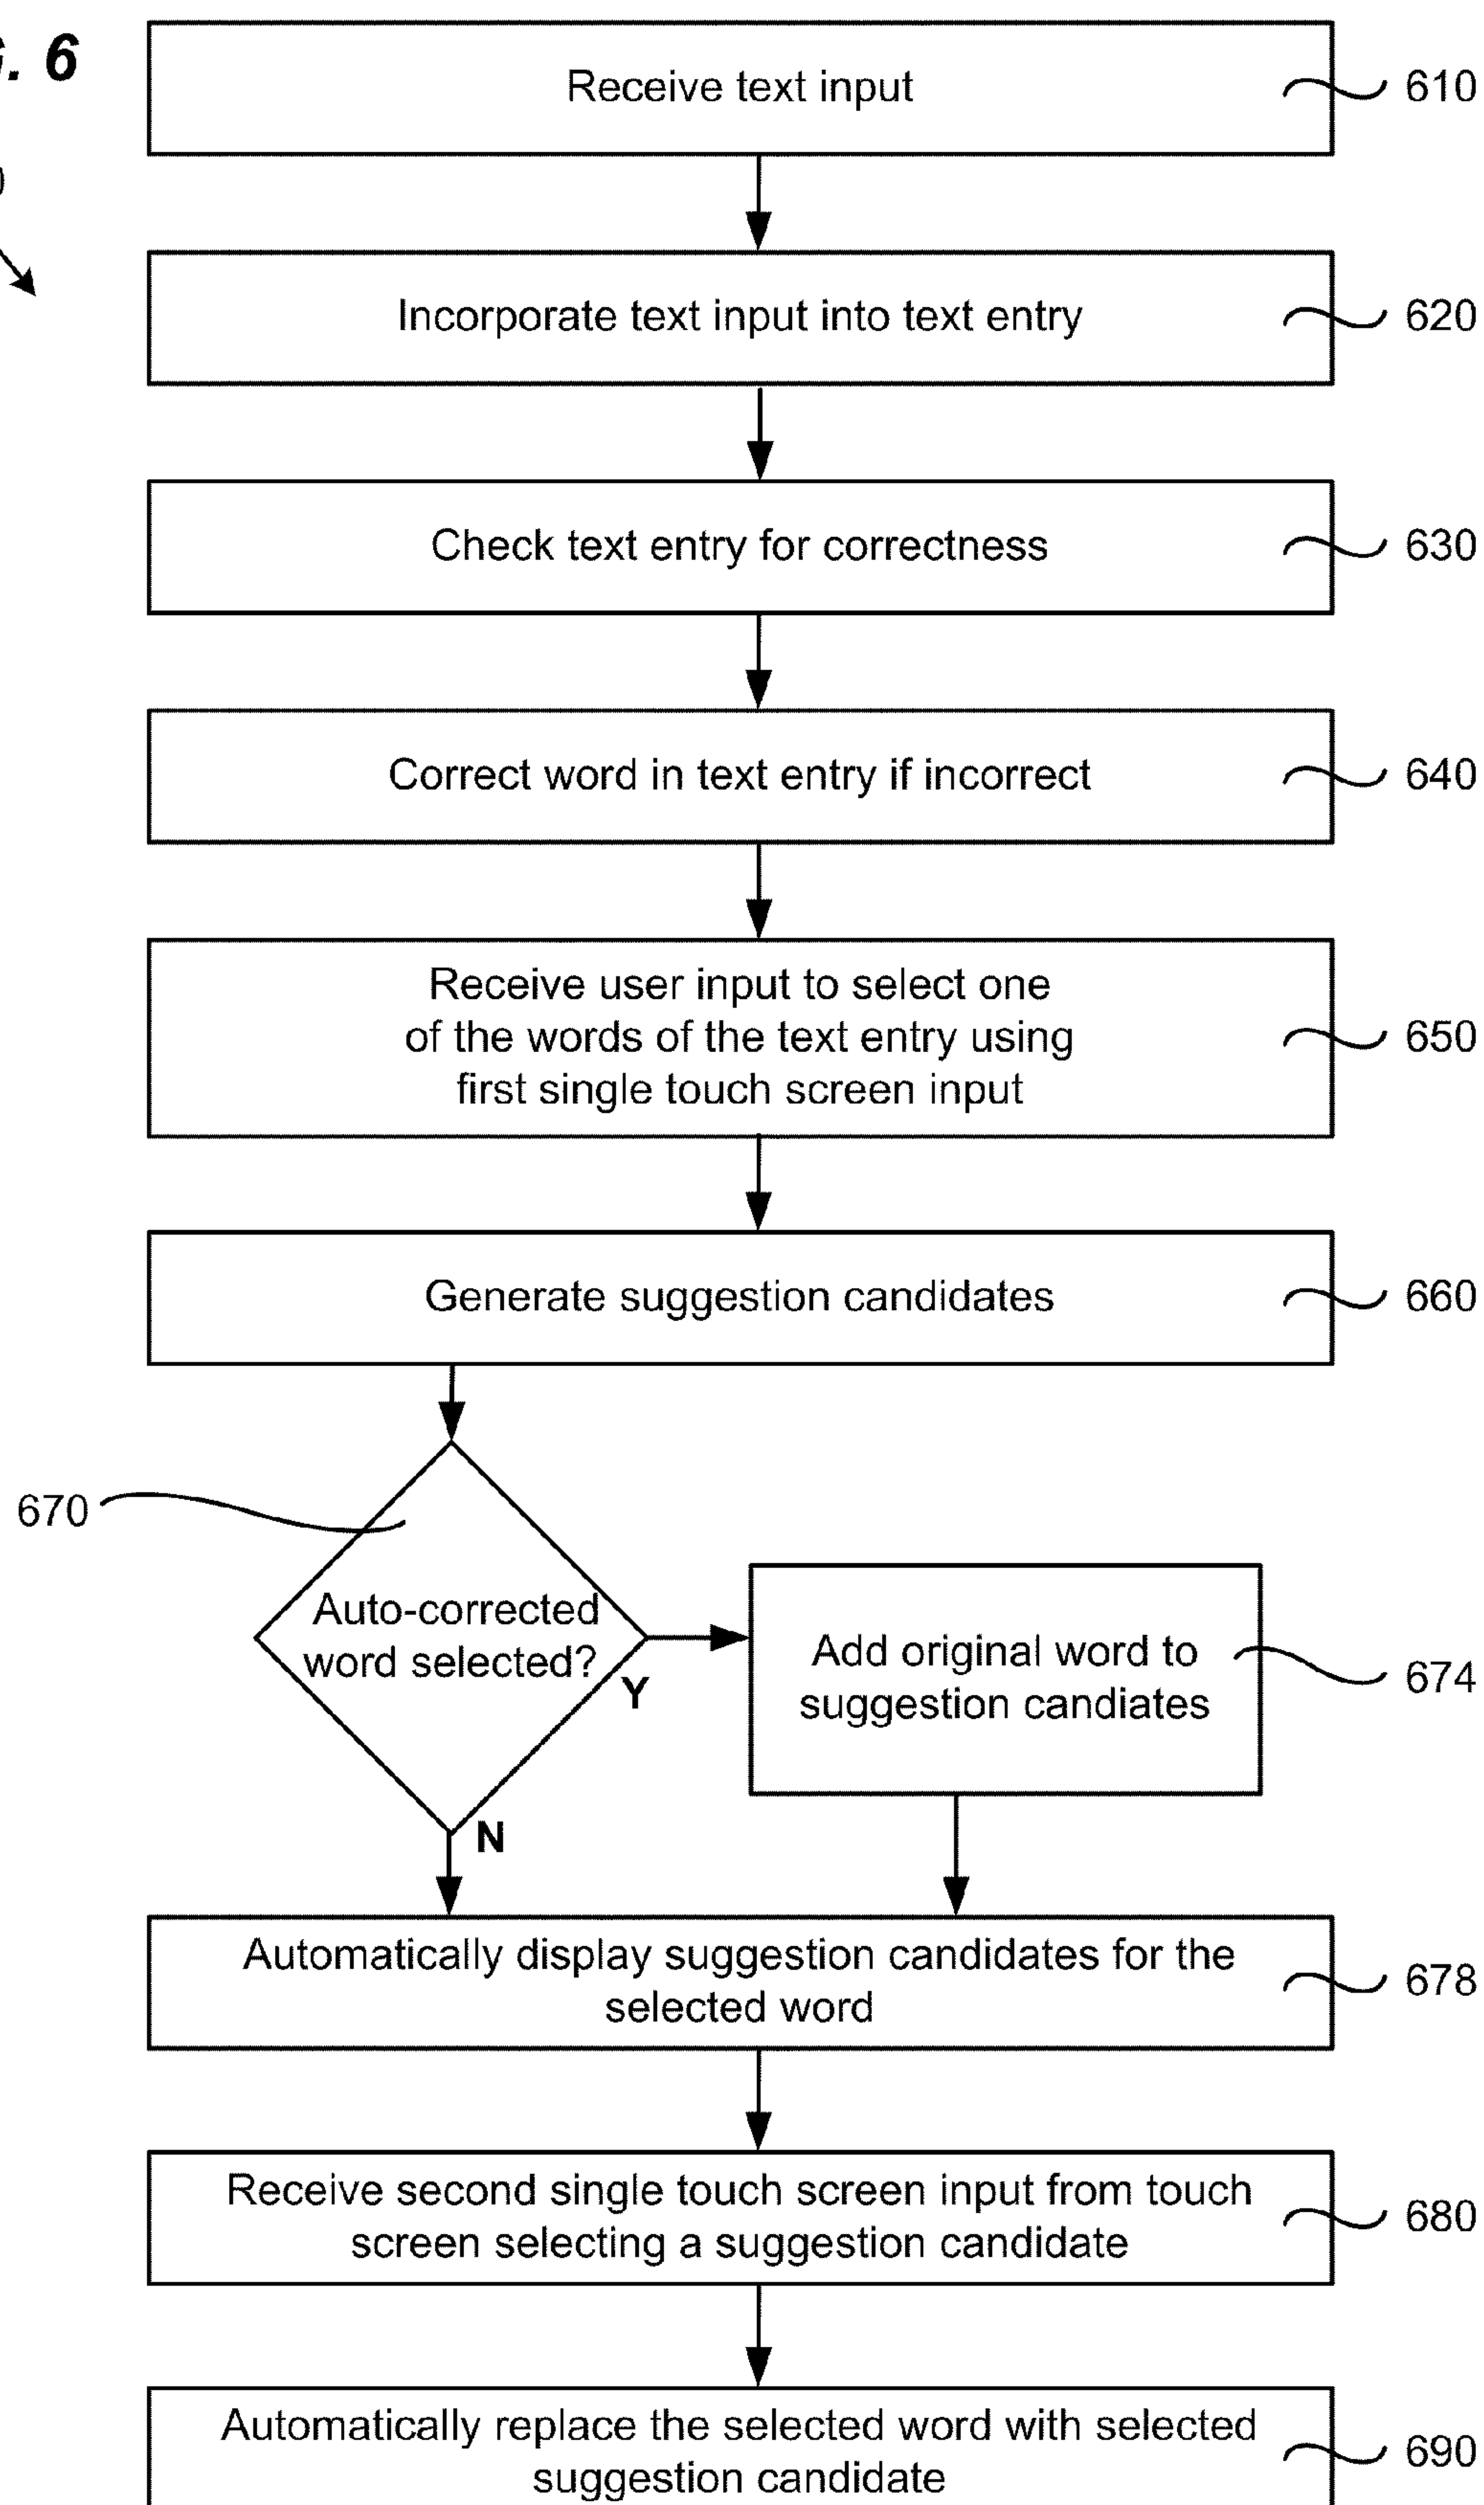 . 6
Receive text input
610
Incorporate text input into text entry
620
Check text entry for correctness
630
Correct word in text entry if incorrect
640
Receive user input to select one
of the words of the text entry using
first single touch screen input
650
Generate suggestion candidates
660
670
Auto-corrected
word selected?
Y
N
Add original word to
suggestion candiates
674
Automatically display suggestion candidates for the
selected word
678
Receive second single touch screen input from touch
screen selecting a suggestion candidate
680
Automatically replace the selected word with selected
suggestion candidate
690